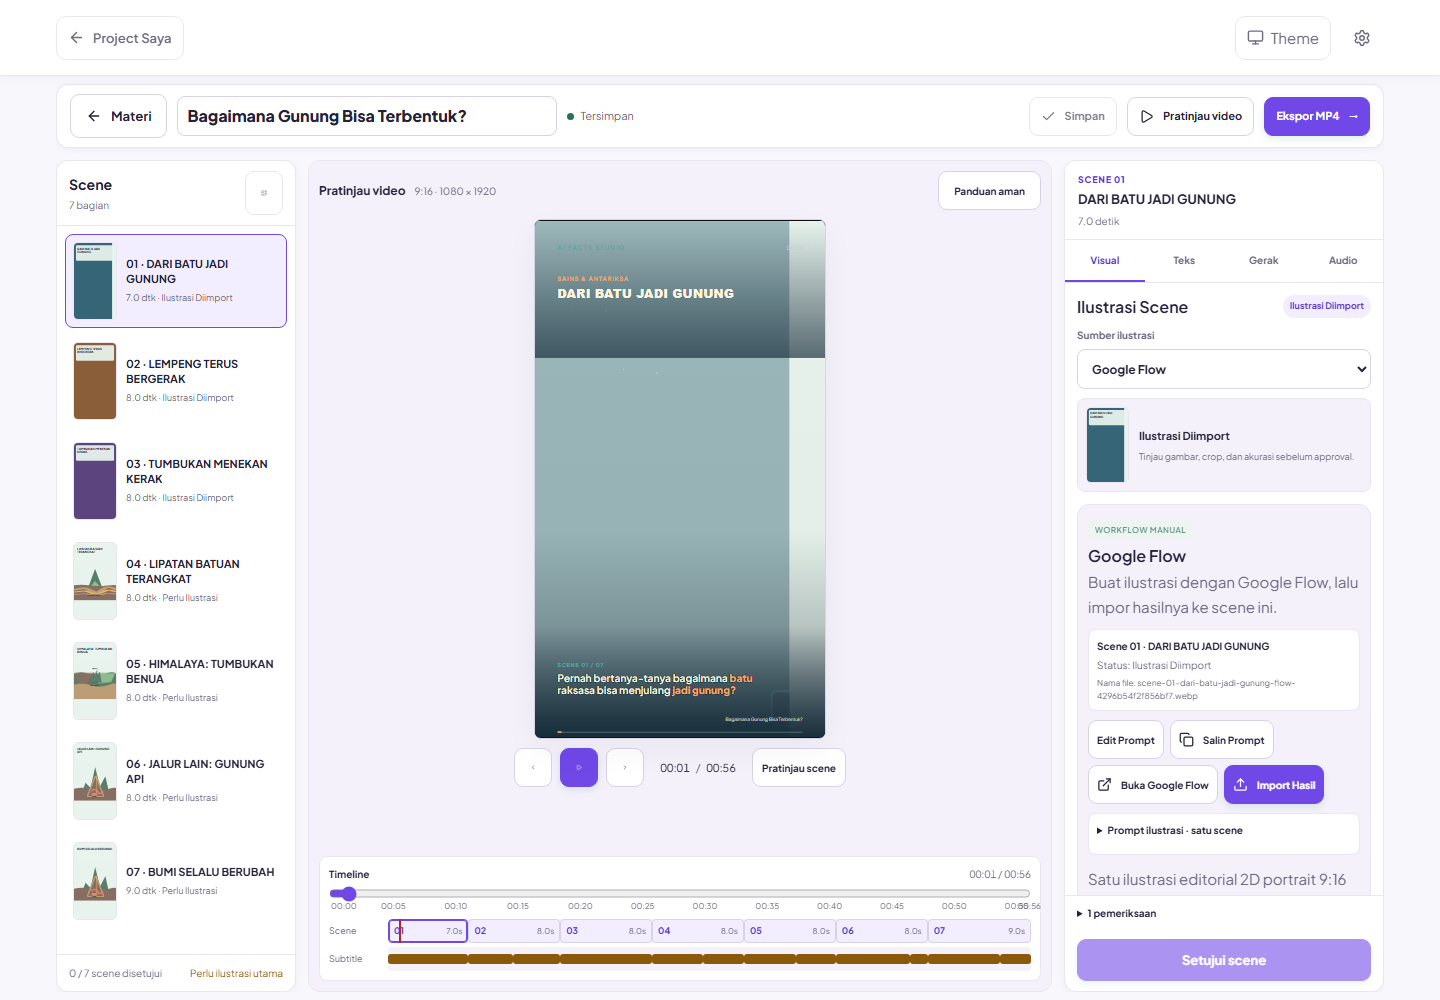 Project Saya
Theme
Materi
Bagaimana Gunung Bisa Terbentuk?
Tersimpan
Simpan
Pratinjau video
Ekspor MP4 →
Scene
7 bagian
01 · DARI BATU JADI
GUNUNG
7.0 dtk · Ilustrasi Diimport
02 · LEMPENG TERUS
BERGERAK
8.0 dtk · Ilustrasi Diimport
03 · TUMBUKAN MENEKAN
KERAK
8.0 dtk · Ilustrasi Diimport
04 · LIPATAN BATUAN
TERANGKAT
8.0 dtk · Perlu Ilustrasi
05 · HIMALAYA: TUMBUKAN
BENUA
8.0 dtk · Perlu Ilustrasi
06 · JALUR LAIN: GUNUNG
API
8.0 dtk · Perlu Ilustrasi
07 · BUMI SELALU BERUBAH
9.0 dtk · Perlu Ilustrasi
0 / 7 scene disetujui
Perlu ilustrasi utama
Pratinjau video
9:16 · 1080 × 1920
Panduan aman
AI FACTS STUDIO
SAINS & ANTARIKSA
DARI BATU JADI GUNUNG
SCENE 01 / 07
Pernah bertanya-tanya bagaimana batu
raksasa bisa menjulang jadi gunung?
Bagaimana Gunung Bisa Terbentuk?
00:01 / 00:56
Pratinjau scene
Timeline
00:01 / 00:56
00:00 00:05 00:10 00:15 00:20 00:25 00:30 00:35 00:40 00:45 00:50 00:56
Scene
01 7.0s 02 8.0s 03 8.0s 04 8.0s 05 8.0s 06 8.0s 07 9.0s
Subtitle
SCENE 01
DARI BATU JADI GUNUNG
7.0 detik
Visual
Teks
Gerak
Audio
Ilustrasi Scene
Ilustrasi Diimport
Sumber ilustrasi
Google Flow
Ilustrasi Diimport
Tinjau gambar, crop, dan akurasi sebelum approval.
WORKFLOW MANUAL
Google Flow
Buat ilustrasi dengan Google Flow, lalu
impor hasilnya ke scene ini.
Scene 01 · DARI BATU JADI GUNUNG
Status: Ilustrasi Diimport
Nama file: scene-01-dari-batu-jadi-gunung-flow-
4296b54f2f856bf7.webp
Edit Prompt
Salin Prompt
Buka Google Flow
Import Hasil
Prompt ilustrasi · satu scene
Satu ilustrasi editorial 2D portrait 9:16
1 pemeriksaan
Setujui scene